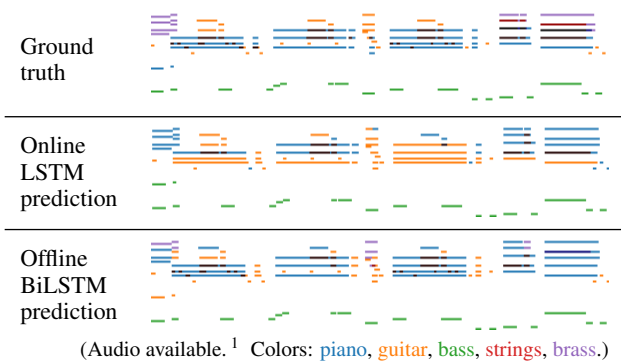 Ground
truth
Online
LSTM
prediction
Offline
BiLSTM
prediction
(Audio available. 1 Colors: piano, guitar, bass, strings, brass.)